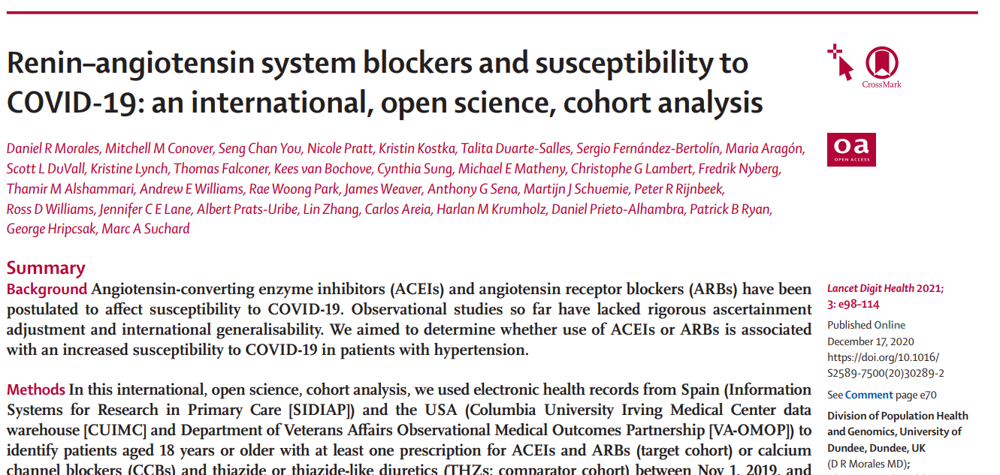 Renin–angiotensin system blockers and susceptibility to
COVID-19: an international, open science, cohort analysis
CrossMark
oa
OPEN ACCESS
Daniel R Morales, Mitchell M Conover, Seng Chan You, Nicole Pratt, Kristin Kostka, Talita Duarte-Salles, Sergio Fernández-Bertolín, Maria Aragón,
Scott L DuVall, Kristine Lynch, Thomas Falconer, Kees van Bochove, Cynthia Sung, Michael E Matheny, Christophe G Lambert, Fredrik Nyberg,
Thamir M Alshammari, Andrew E Williams, Rae Woong Park, James Weaver, Anthony G Sena, Martijn J Schuemie, Peter R Rijnbeek,
Ross D Williams, Jennifer C E Lane, Albert Prats-Uribe, Lin Zhang, Carlos Areia, Harlan M Krumholz, Daniel Prieto-Alhambra, Patrick B Ryan,
George Hripcsak, Marc A Suchard
Summary
Background Angiotensin-converting enzyme inhibitors (ACEIs) and angiotensin receptor blockers (ARBs) have been
postulated to affect susceptibility to COVID-19. Observational studies so far have lacked rigorous ascertainment
adjustment and international generalisability. We aimed to determine whether use of ACEIs or ARBs is associated
with an increased susceptibility to COVID-19 in patients with hypertension.
Methods In this international, open science, cohort analysis, we used electronic health records from Spain (Information
Systems for Research in Primary Care [SIDIAP]) and the USA (Columbia University Irving Medical Center data
warehouse [CUIMC] and Department of Veterans Affairs Observational Medical Outcomes Partnership [VA-OMOP]) to
identify patients aged 18 years or older with at least one prescription for ACEIs and ARBs (target cohort) or calcium
channel blockers (CCBs) and thiazide or thiazide-like diuretics (THZs; comparator cohort) between Nov 1, 2019, and
Lancet Digit Health 2021;
3: e98–114
Published Online
December 17, 2020
https://doi.org/10.1016/
S2589-7500(20)30289-2
See Comment page e70
Division of Population Health
and Genomics, University of
Dundee, Dundee, UK
(D R Morales MD);